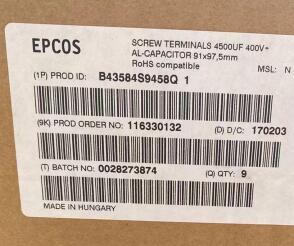 EPCOS
SCREW TERMINALS 4500UF 400V+
AL-CAPACITOR 91x97,5mm
RoHS compatible
MSL: N
(1P) PROD ID: B43584S9458Q 1
(9K) PROD ORDER NO: 116330132
(D) D/C: 170203
(T) BATCH NO: 0028273874
(Q) QTY: 9
MADE IN HUNGARY